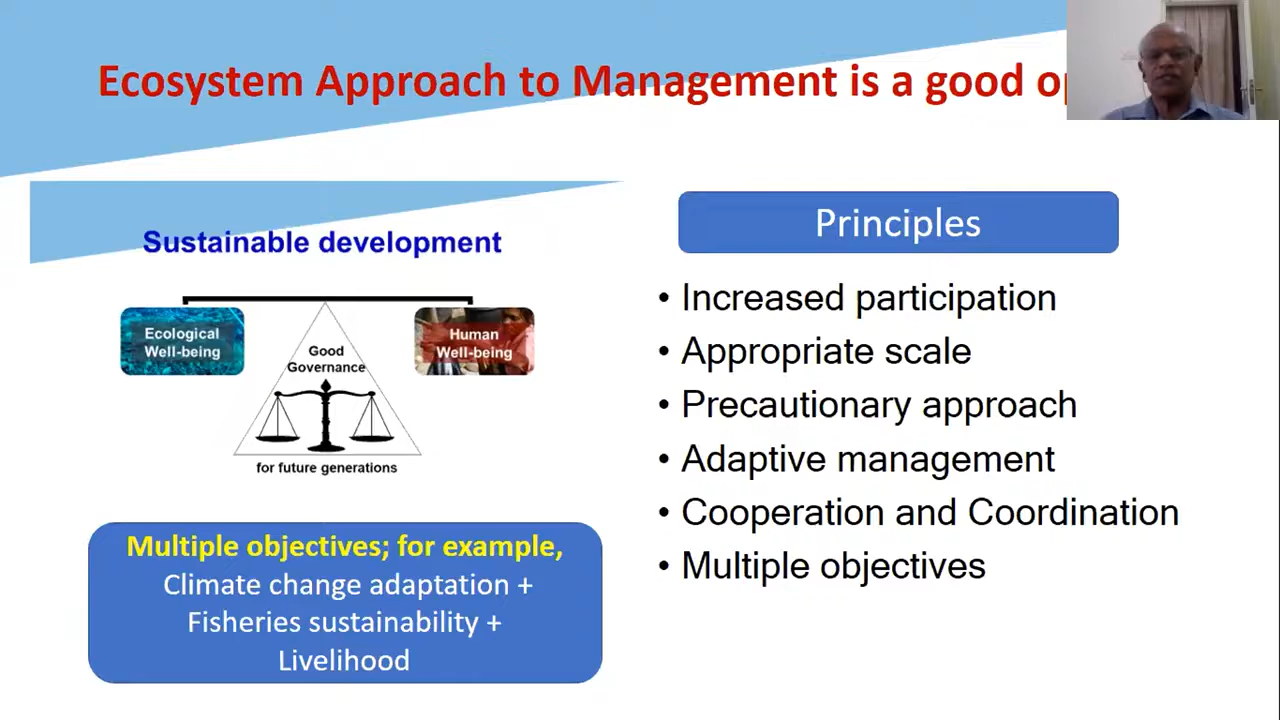 Ecosystem Approach to Management is a good
Sustainable development
Ecological
Well-being
Human
Well-being
Good
Governance
for future generations
Multiple objectives; for example,
Climate change adaptation +
Fisheries sustainability +
Livelihood
Principles
• Increased participation
• Appropriate scale
• Precautionary approach
• Adaptive management
• Cooperation and Coordination
• Multiple objectives